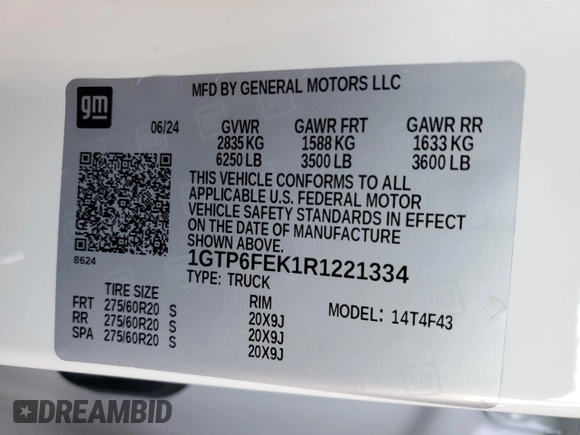 MFD BY GENERAL MOTORS LLC
gm
06/24 GVWR GAWR FRT GAWR RR
2835 KG 1588 KG 1633 KG
6250 LB 3500 LB 3600 LB
THIS VEHICLE CONFORMS TO ALL
APPLICABLE U.S. FEDERAL MOTOR
VEHICLE SAFETY STANDARDS IN EFFECT
ON THE DATE OF MANUFACTURE
SHOWN ABOVE.
8624
1GTP6FEK1R1221334
TYPE: TRUCK
TIRE SIZE RIM MODEL: 14T4F43
FRT 275/60R20 S 20X9J
RR 275/60R20 S 20X9J
SPA 275/60R20 S 20X9J
DREAMBID